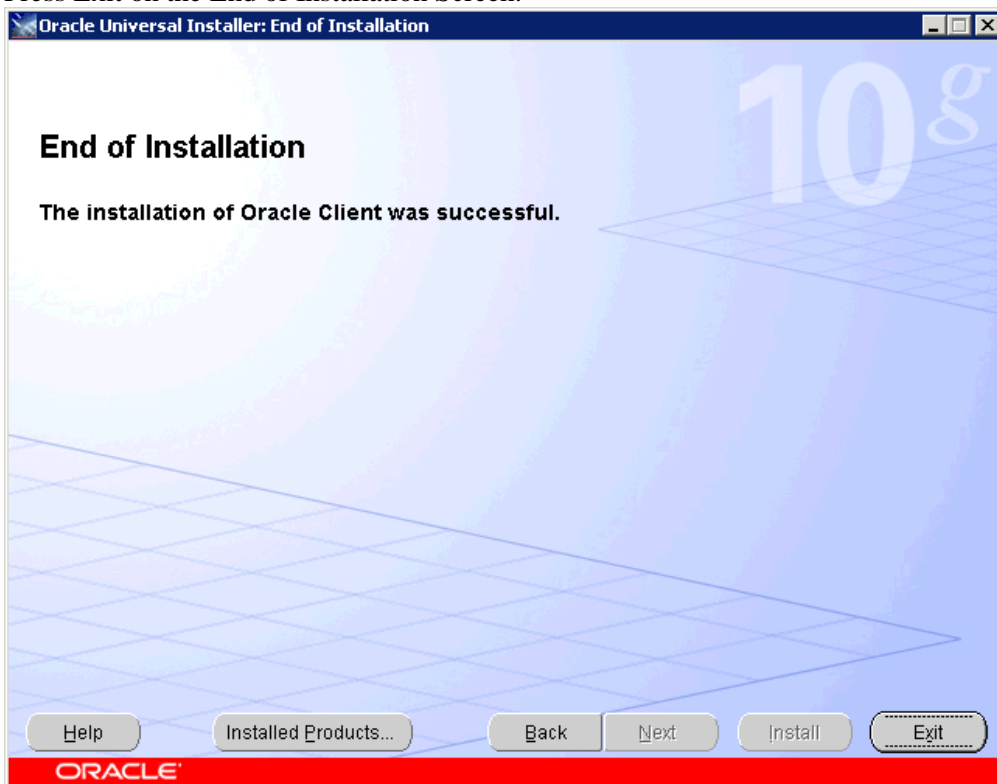 Press Exit on the End of Installation Screen.
Oracle Universal Installer: End of Installation
10g
End of Installation
The installation of Oracle Client was successful.
Help Installed Products... Back Next Install Exit
ORACLE